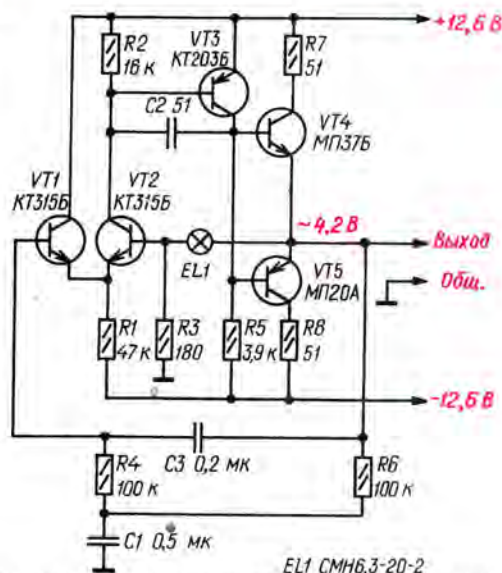 +12,6 В
R2
16 к
VT3
КТ203Б
R7
51
C2 51
VT4
МП37Б
VT1
КТ315Б
VT2
КТ315Б
~4,2 В
Выход
EL1
VT5
МП20А
Общ.
R1
47 к
R3
180
R5
3,9 к
R8
51
-12,6 В
C3 0,2 мк
R4
100 к
R6
100 к
C1 0,5 мк
EL1 СМН6,3-20-2